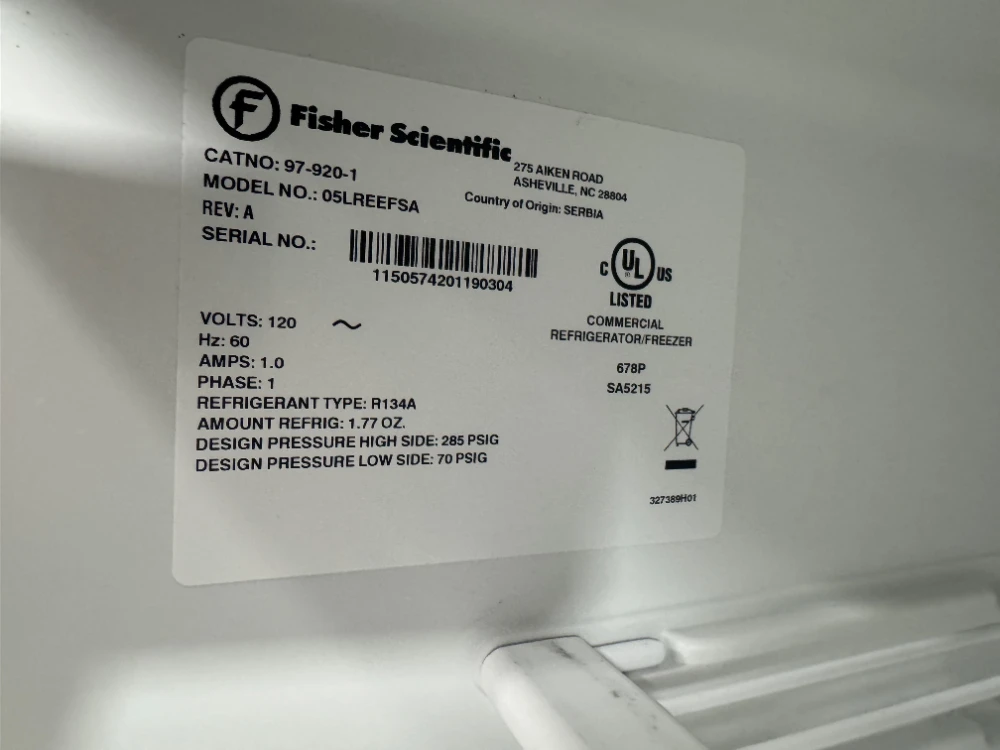 F Fisher Scientific
275 AIKEN ROAD
ASHEVILLE, NC 28804
Country of Origin: SERBIA
CATNO: 97-920-1
MODEL NO.: 05LREEFSA
REV: A
SERIAL NO.:
1150574201190304
C UL US
LISTED
COMMERCIAL
REFRIGERATOR/FREEZER
678P
SA5215
VOLTS: 120 ~
Hz: 60
AMPS: 1.0
PHASE: 1
REFRIGERANT TYPE: R134A
AMOUNT REFRIG: 1.77 OZ.
DESIGN PRESSURE HIGH SIDE: 285 PSIG
DESIGN PRESSURE LOW SIDE: 70 PSIG
327389H01